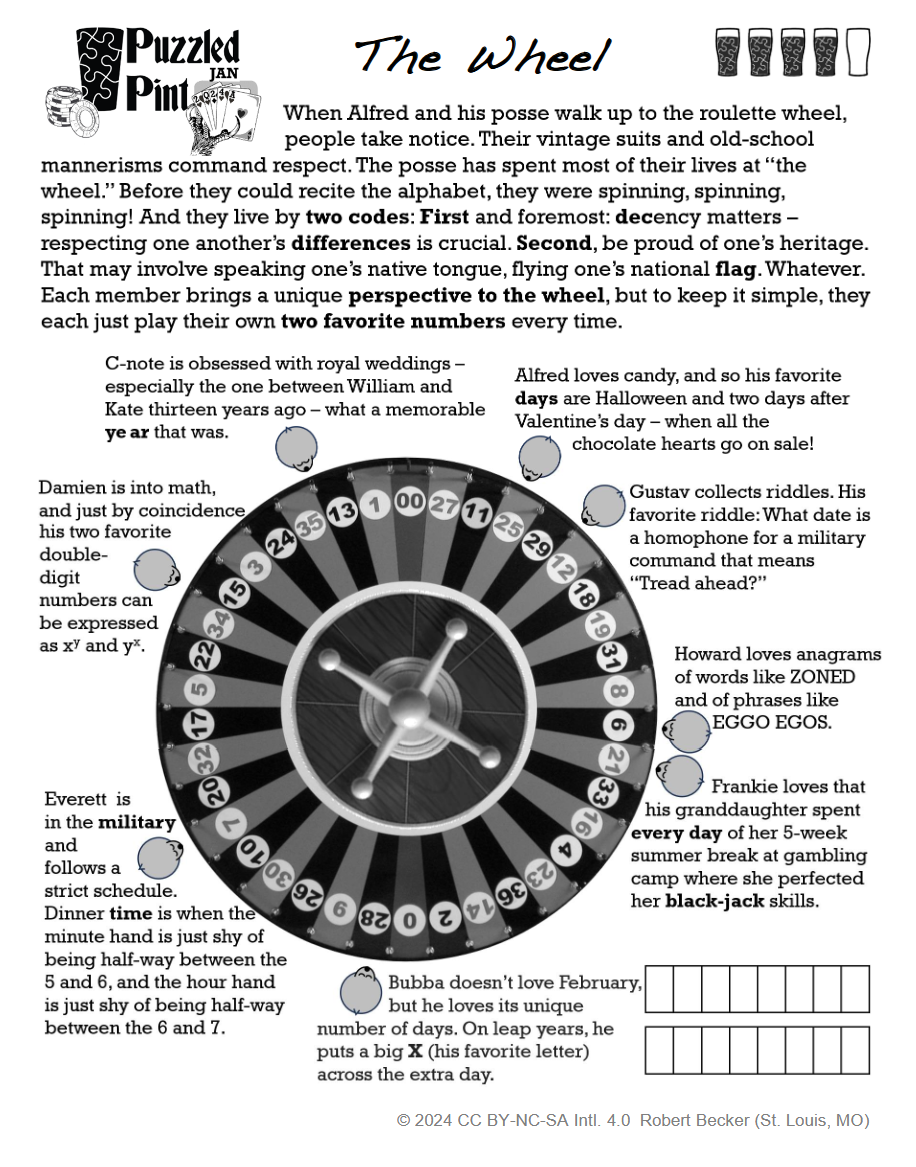 Puzzled
Pint
JAN
2024
The Wheel
When Alfred and his posse walk up to the roulette wheel,
people take notice. Their vintage suits and old-school
mannerisms command respect. The posse has spent most of their lives at “the
wheel.” Before they could recite the alphabet, they were spinning, spinning,
spinning! And they live by two codes: First and foremost: decency matters –
respecting one another’s differences is crucial. Second, be proud of one’s heritage.
That may involve speaking one’s native tongue, flying one’s national flag. Whatever.
Each member brings a unique perspective to the wheel, but to keep it simple, they
each just play their own two favorite numbers every time.
C-note is obsessed with royal weddings –
especially the one between William and
Kate thirteen years ago – what a memorable
ye ar that was.
Alfred loves candy, and so his favorite
days are Halloween and two days after
Valentine’s day – when all the
chocolate hearts go on sale!
Damien is into math,
and just by coincidence
his two favorite
double-
digit
numbers can
be expressed
as xʸ and yˣ.
Gustav collects riddles. His
favorite riddle: What date is
a homophone for a military
command that means
“Tread ahead?”
Howard loves anagrams
of words like ZONED
and of phrases like
EGGO EGOS.
Frankie loves that
his granddaughter spent
every day of her 5-week
summer break at gambling
camp where she perfected
her black-jack skills.
Everett is
in the military
and
follows a
strict schedule.
Dinner time is when the
minute hand is just shy of
being half-way between the
5 and 6, and the hour hand
is just shy of being half-way
between the 6 and 7.
Bubba doesn’t love February,
but he loves its unique
number of days. On leap years, he
puts a big X (his favorite letter)
across the extra day.
00
27
11
25
29
12
18
19
31
8
6
21
33
16
4
23
36
14
2
0
28
9
26
30
10
7
20
32
17
5
22
34
15
3
24
35
13
1
© 2024 CC BY-NC-SA Intl. 4.0 Robert Becker (St. Louis, MO)